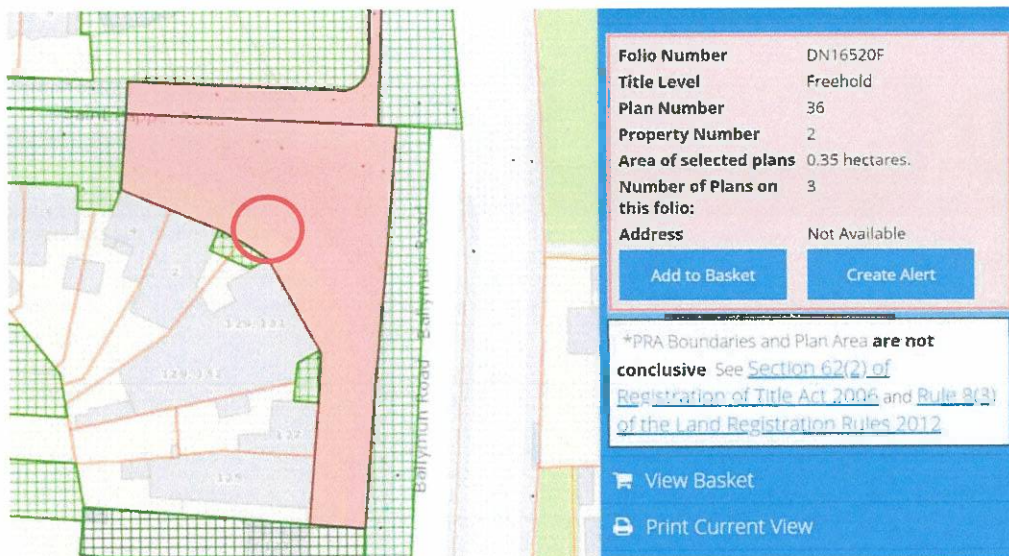 Ballymun Road
Ballymun Road
2
129, 131
129, 131
127
125
Folio Number DN16520F
Title Level Freehold
Plan Number 36
Property Number 2
Area of selected plans 0.35 hectares.
Number of Plans on 3
this folio:
Address Not Available
Add to Basket Create Alert
*PRA Boundaries and Plan Area are not
conclusive See Section 62(2) of
Registration of Title Act 2006 and Rule 8(3)
of the Land Registration Rules 2012
View Basket
Print Current View